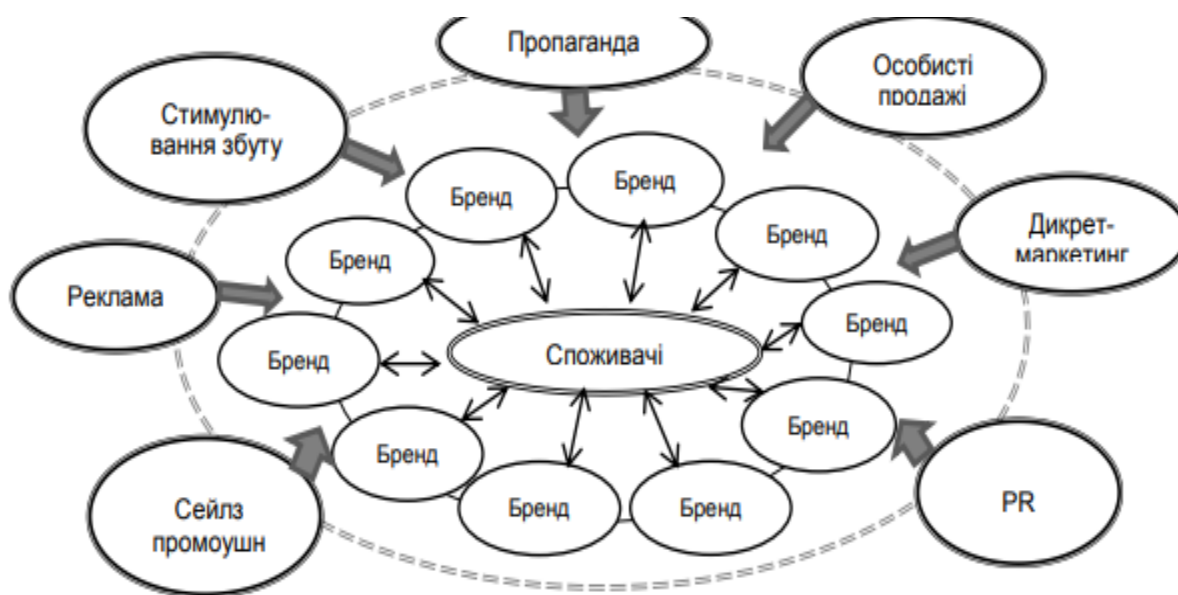 Пропаганда
Особисті
продажі
Стимулю-
вання збуту
Бренд
Бренд
Бренд
Бренд
Дикрет-
маркетинг
Реклама
Бренд
Бренд
Споживачі
Бренд
Бренд
Бренд
Бренд
Бренд
Сейлз
промоушн
PR